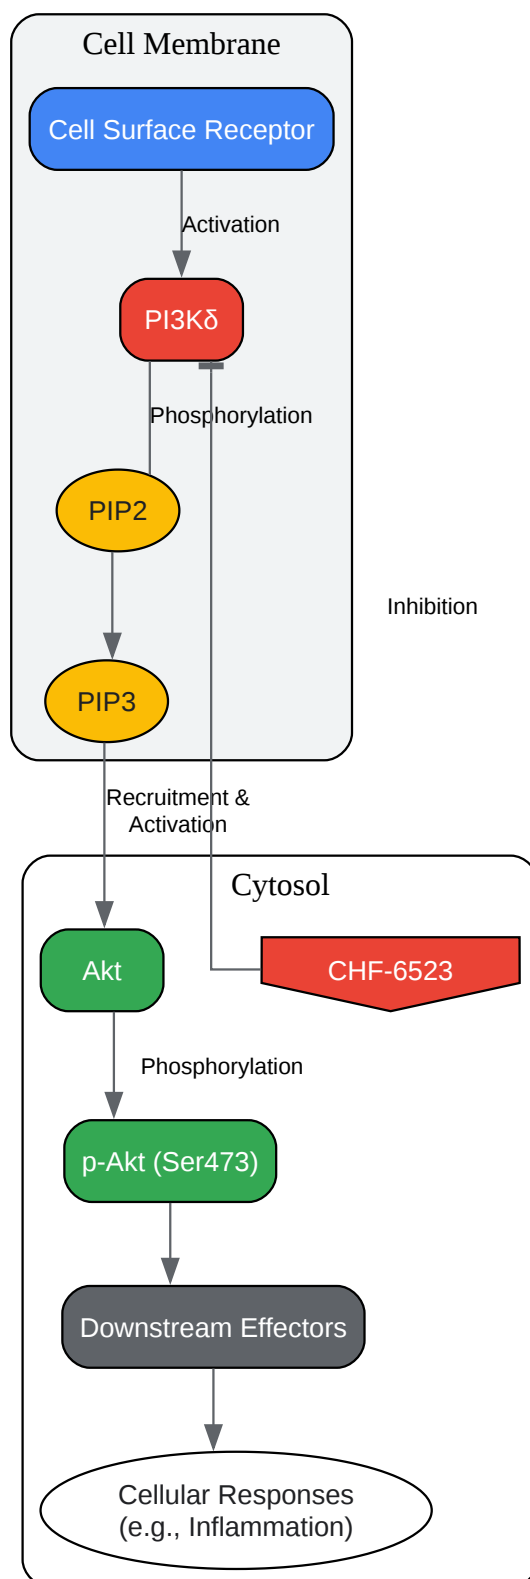 Cell Membrane
Cell Surface Receptor
Activation
PI3Kδ
Phosphorylation
PIP2
Inhibition
PIP3
Recruitment &
Activation
Cytosol
Akt
CHF-6523
Phosphorylation
p-Akt (Ser473)
Downstream Effectors
Cellular Responses
(e.g., Inflammation)